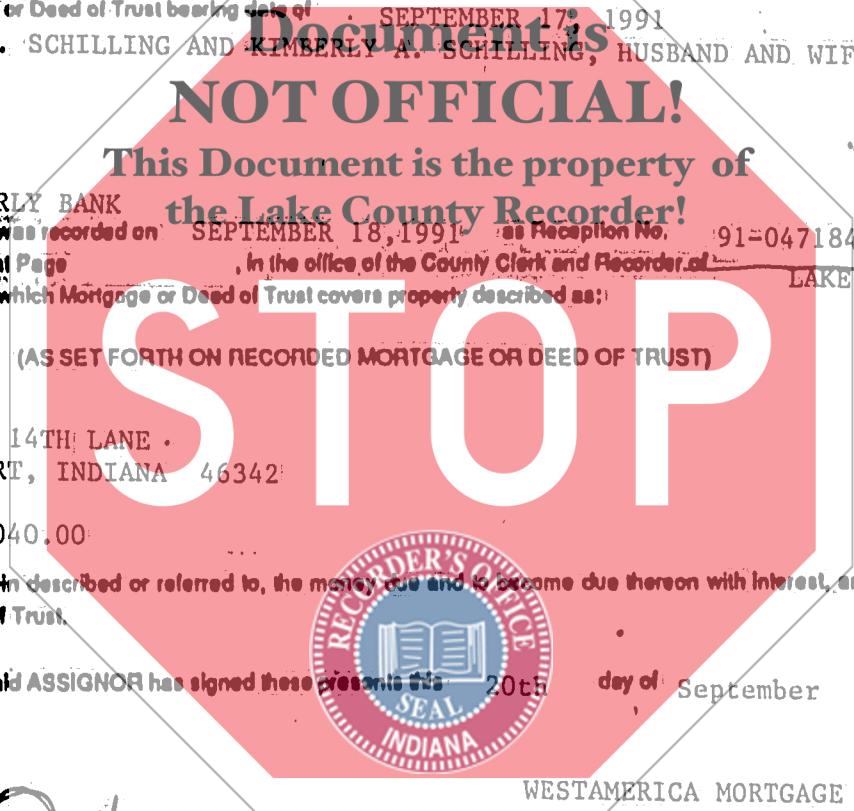 or Deed of Trust bearing date of SEPTEMBER 17, 1991
Document is
. SCHILLING AND KIMBERLY A. SCHILLING, HUSBAND AND WIF
NOT OFFICIAL!
This Document is the property of
RLY BANK
the Lake County Recorder!
was recorded on SEPTEMBER 18,1991 as Reception No. 91-047184
at Page , in the office of the County Clerk and Recorder of
LAKE
which Mortgage or Deed of Trust covers property described as:
STOP
(AS SET FORTH ON RECORDED MORTGAGE OR DEED OF TRUST)
14TH LANE
RT, INDIANA 46342
040.00
in described or referred to, the money due and to become due thereon with interest, a
f Trust.
RECORDER'S OFFICE
id ASSIGNOR has signed these presents this 20th day of September
SEAL
INDIANA
WESTAMERICA MORTGAGE